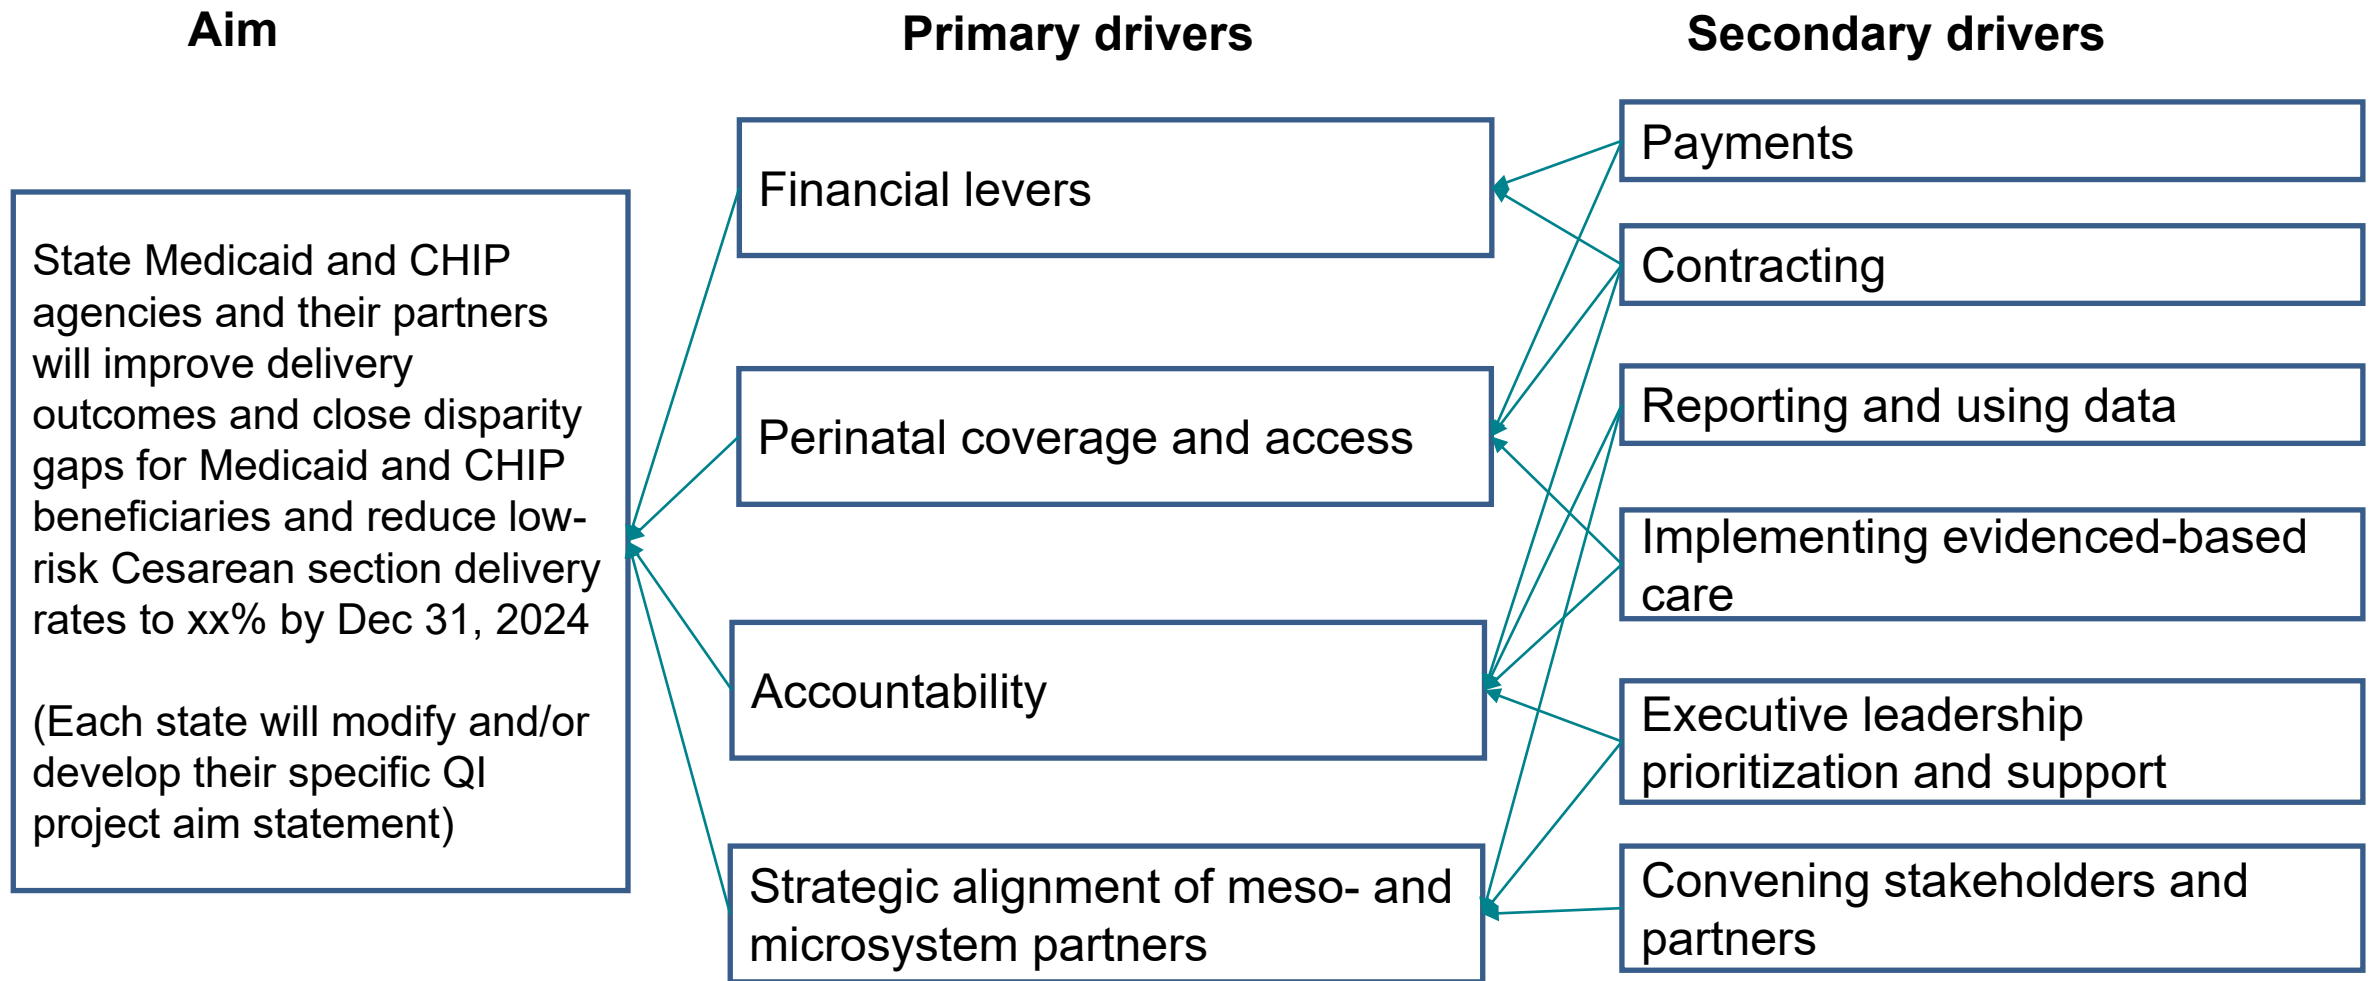 Aim
Primary drivers
Secondary drivers
State Medicaid and CHIP
agencies and their partners
will improve delivery
outcomes and close disparity
gaps for Medicaid and CHIP
beneficiaries and reduce low-
risk Cesarean section delivery
rates to xx% by Dec 31, 2024
(Each state will modify and/or
develop their specific QI
project aim statement)
Financial levers
Perinatal coverage and access
Accountability
Strategic alignment of meso- and
microsystem partners
Payments
Contracting
Reporting and using data
Implementing evidenced-based
care
Executive leadership
prioritization and support
Convening stakeholders and
partners